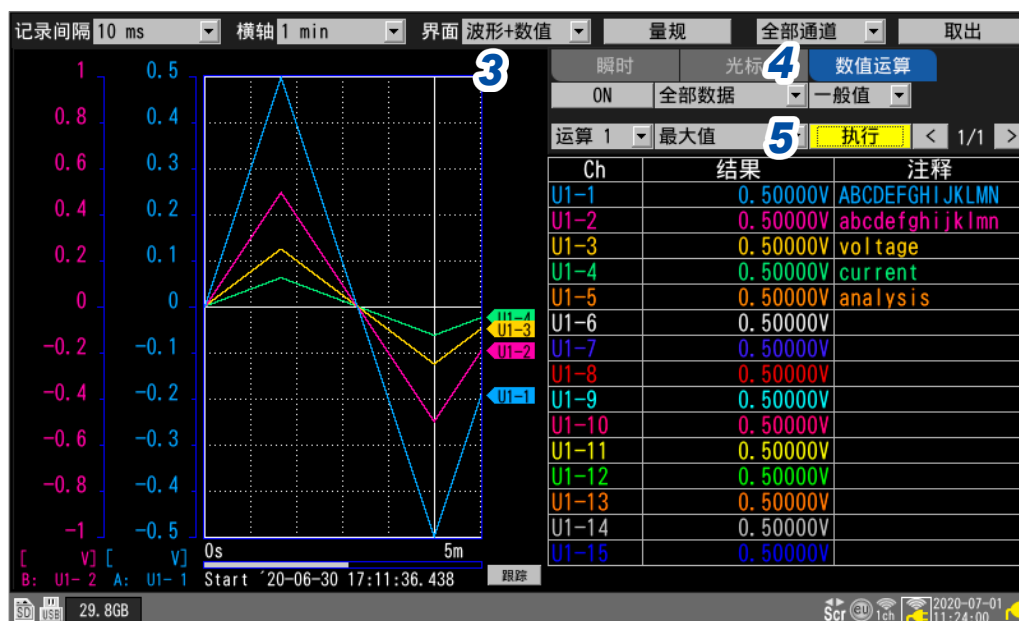 记录间隔 10 ms 横轴 1 min 界面 波形+数值 量规 全部通道 取出
3 4 5
瞬时 光标 数值运算
ON 全部数据 一般值
运算 1 最大值 执行 < 1/1 >
Ch 结果 注释
U1-1 0.50000V ABCDEFGHIJKLMN
U1-2 0.50000V abcdefghijklmn
U1-3 0.50000V voltage
U1-4 0.50000V current
U1-5 0.50000V analysis
U1-6 0.50000V
U1-7 0.50000V
U1-8 0.50000V
U1-9 0.50000V
U1-10 0.50000V
U1-11 0.50000V
U1-12 0.50000V
U1-13 0.50000V
U1-14 0.50000V
U1-15 0.50000V
1 0.5
0.8 0.4
0.6 0.3
0.4 0.2
0.2 0.1
0 0
-0.2 -0.1
-0.4 -0.2
-0.6 -0.3
-0.8 -0.4
-1 -0.5
U1-4
U1-3
U1-2
U1-1
0s 5m
[ V] [ V]
B: U1- 2 A: U1- 1 Start ´20-06-30 17:11:36.438 跟踪
SD USB 29.8GB Scr eU 1ch 2020-07-01
11:24:00